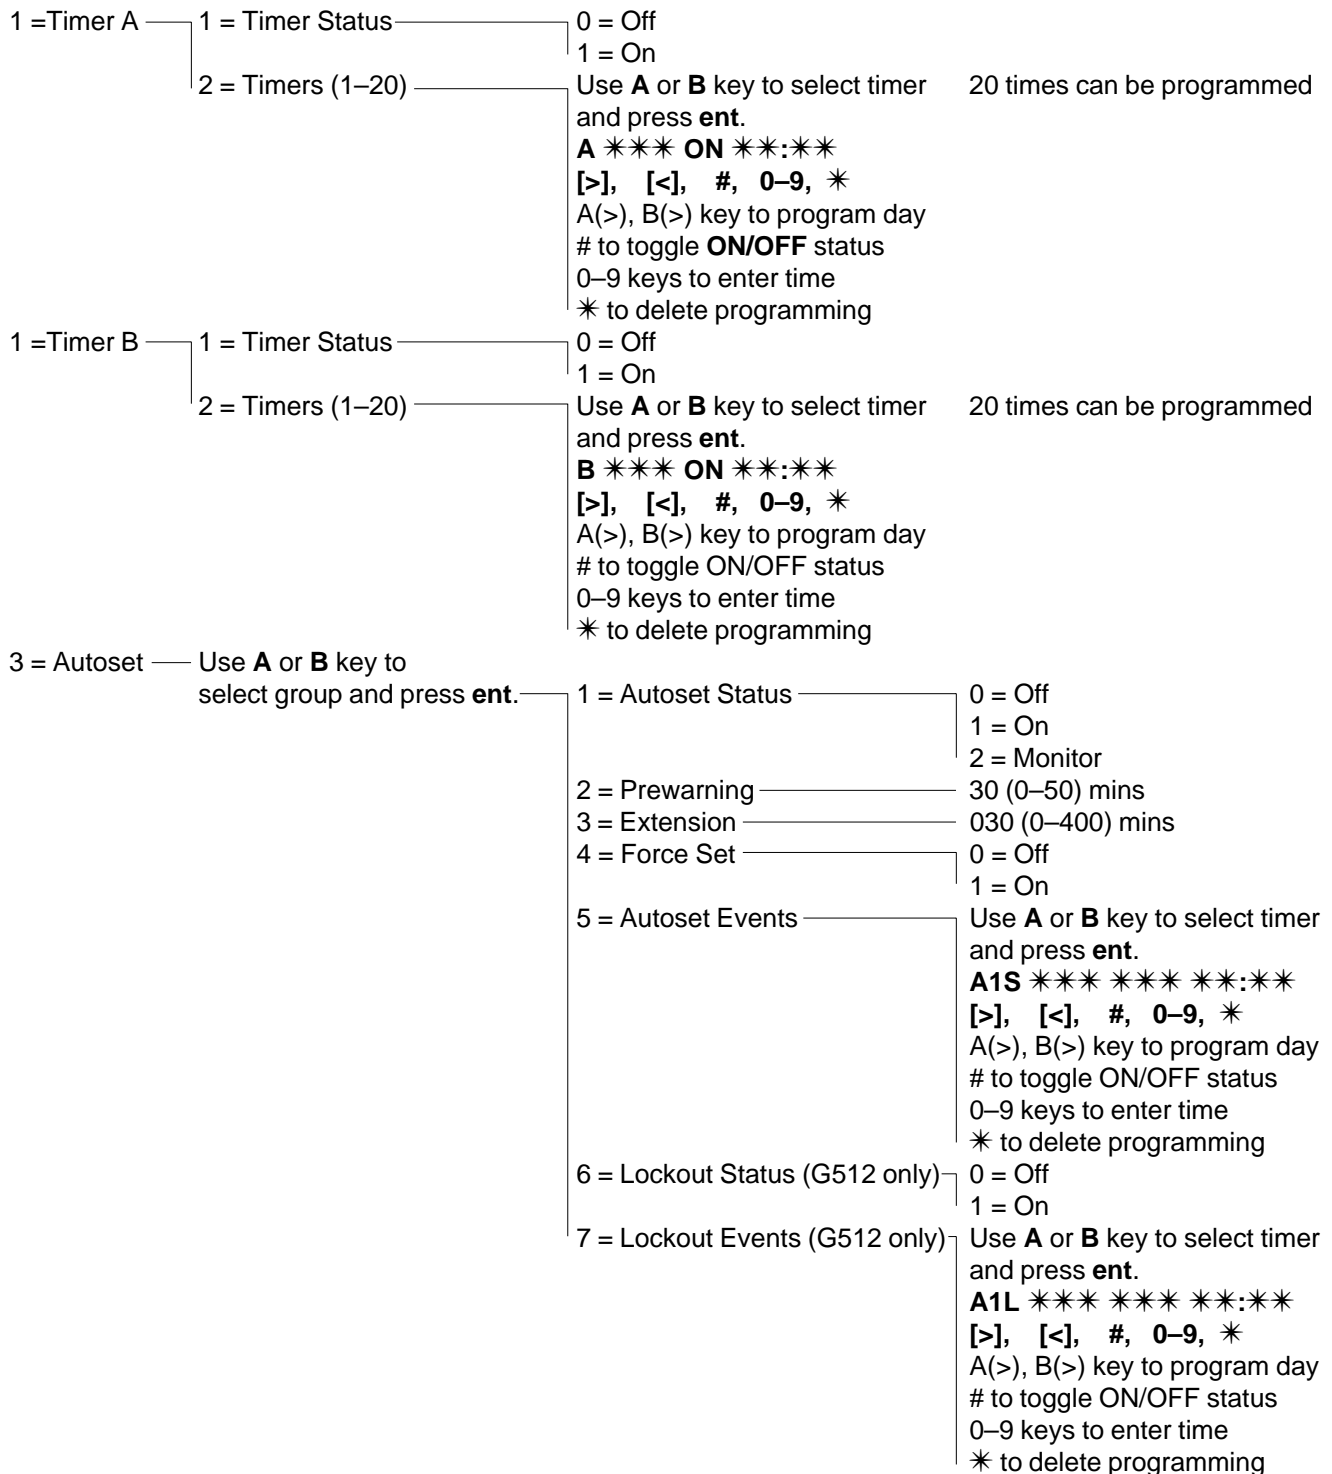 1 =Timer A 1 = Timer Status 0 = Off
1 = On
2 = Timers (1–20) Use A or B key to select timer 20 times can be programmed
and press ent.
A ✳✳✳ ON ✳✳:✳✳
[>], [<], #, 0–9, ✳
A(>), B(>) key to program day
# to toggle ON/OFF status
0–9 keys to enter time
✳ to delete programming
1 =Timer B 1 = Timer Status 0 = Off
1 = On
2 = Timers (1–20) Use A or B key to select timer 20 times can be programmed
and press ent.
B ✳✳✳ ON ✳✳:✳✳
[>], [<], #, 0–9, ✳
A(>), B(>) key to program day
# to toggle ON/OFF status
0–9 keys to enter time
✳ to delete programming
3 = Autoset Use A or B key to
select group and press ent. 1 = Autoset Status 0 = Off
1 = On
2 = Monitor
2 = Prewarning 30 (0–50) mins
3 = Extension 030 (0–400) mins
4 = Force Set 0 = Off
1 = On
5 = Autoset Events Use A or B key to select timer
and press ent.
A1S ✳✳✳ ✳✳✳ ✳✳:✳✳
[>], [<], #, 0–9, ✳
A(>), B(>) key to program day
# to toggle ON/OFF status
0–9 keys to enter time
✳ to delete programming
6 = Lockout Status (G512 only) 0 = Off
1 = On
7 = Lockout Events (G512 only) Use A or B key to select timer
and press ent.
A1L ✳✳✳ ✳✳✳ ✳✳:✳✳
[>], [<], #, 0–9, ✳
A(>), B(>) key to program day
# to toggle ON/OFF status
0–9 keys to enter time
✳ to delete programming